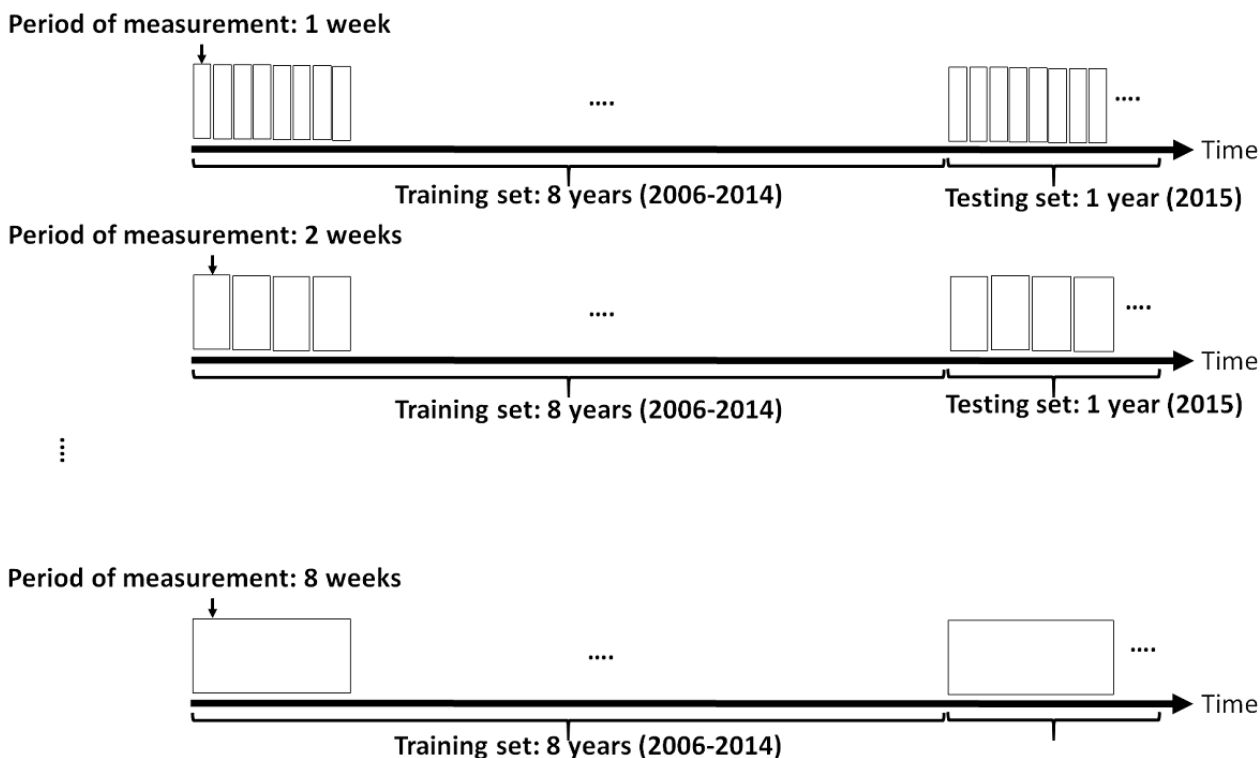 Period of measurement: 1 week
....
....
Time
Training set: 8 years (2006-2014)
Testing set: 1 year (2015)
Period of measurement: 2 weeks
....
....
Time
Training set: 8 years (2006-2014)
Testing set: 1 year (2015)
....
Period of measurement: 8 weeks
....
....
Time
Training set: 8 years (2006-2014)